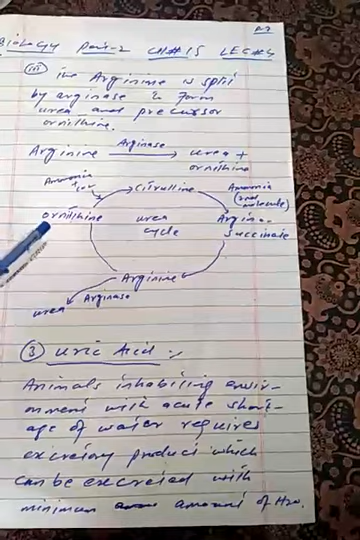 P-2
Biology Part-2 CH#15 LEC#4
(iii) The Arginine is split
by arginase to form
urea and precursor
ornithine.
Arginine Arginase → urea +
ornithine
Ammonia
Citrulline
Ammonia
(2nd molecule)
ornithine
urea
cycle
Argino-
Succinate
Arginine
Arginase
urea
(3) Uric Acid :-
Animals inhabiting envir-
onment with acute short-
age of water requires
excretory product which
can be excreted with
minimum amount of H2o.